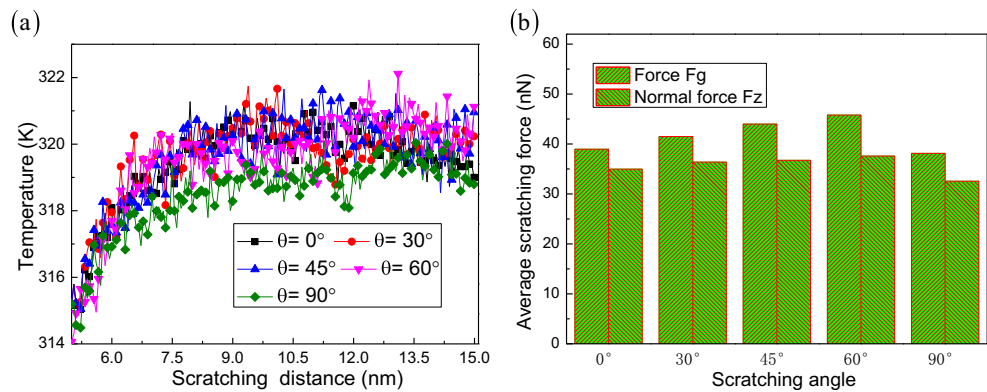 (a)
Temperature (K)
322
320
318
316
314
θ= 0° θ= 30°
θ= 45° θ= 60°
θ= 90°
6.0 7.5 9.0 10.5 12.0 13.5 15.0
Scratching distance (nm)
(b)
Average scratching force (nN)
60
50
40
30
20
10
0
Force Fg
Normal force Fz
0° 30° 45° 60° 90°
Scratching angle